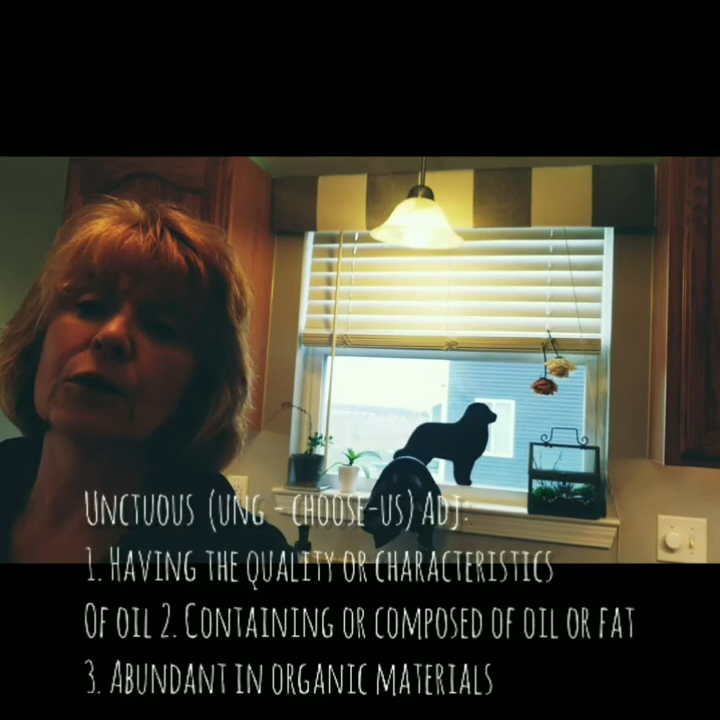 Unctuous (ung - choose-us) Adj:
1. Having the quality or characteristics
Of oil 2. Containing or composed of oil or fat
3. Abundant in organic materials